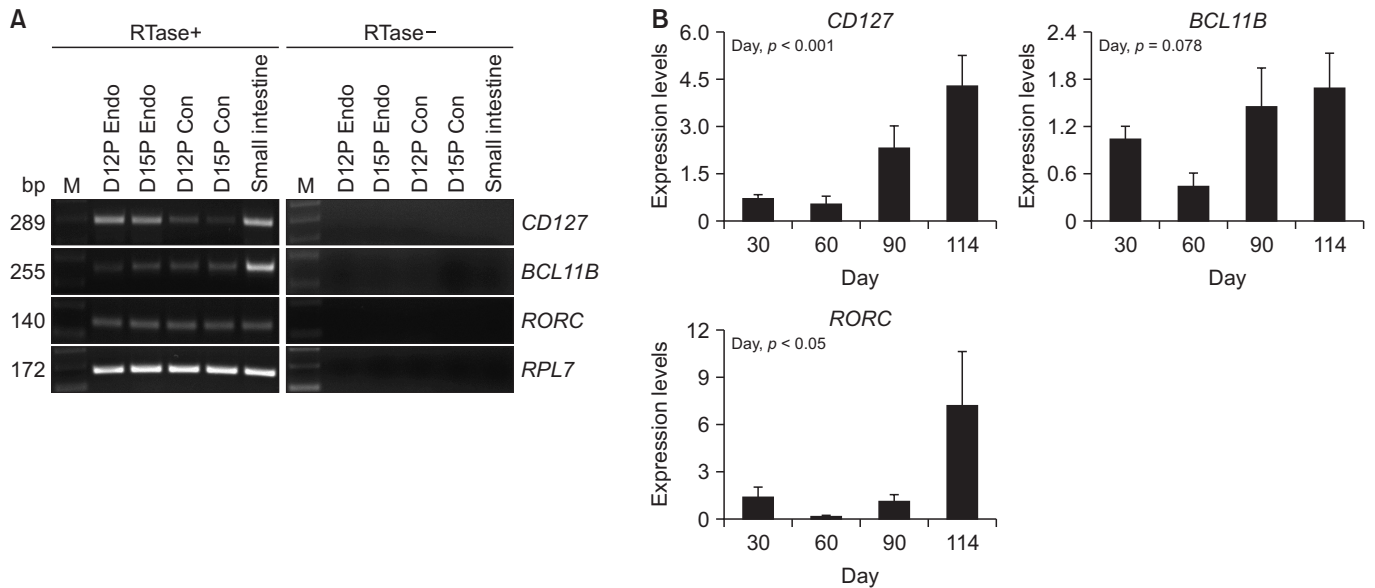 A
RTase+
RTase−
bp
M
D12P Endo
D15P Endo
D12P Con
D15P Con
Small intestine
M
D12P Endo
D15P Endo
D12P Con
D15P Con
Small intestine
289
CD127
255
BCL11B
140
RORC
172
RPL7
B
CD127
Day, p < 0.001
Expression levels
6.0
4.5
3.0
1.5
0
30 60 90 114
Day
BCL11B
Day, p = 0.078
Expression levels
2.4
1.8
1.2
0.6
0
30 60 90 114
Day
RORC
Day, p < 0.05
Expression levels
12
9
6
3
0
30 60 90 114
Day